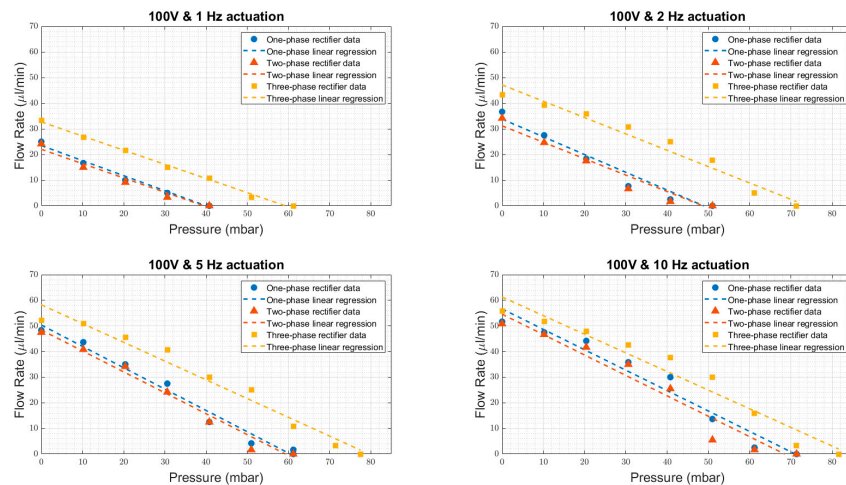 100V & 1 Hz actuation
70
60
50
40
30
20
10
0
Flow Rate (μl/min)
0 10 20 30 40 50 60 70 80
Pressure (mbar)
One-phase rectifier data
One-phase linear regression
Two-phase rectifier data
Two-phase linear regression
Three-phase rectifier data
Three-phase linear regression
100V & 2 Hz actuation
70
60
50
40
30
20
10
0
Flow Rate (μl/min)
0 10 20 30 40 50 60 70 80
Pressure (mbar)
One-phase rectifier data
One-phase linear regression
Two-phase rectifier data
Two-phase linear regression
Three-phase rectifier data
Three-phase linear regression
100V & 5 Hz actuation
70
60
50
40
30
20
10
0
Flow Rate (μl/min)
0 10 20 30 40 50 60 70 80
Pressure (mbar)
One-phase rectifier data
One-phase linear regression
Two-phase rectifier data
Two-phase linear regression
Three-phase rectifier data
Three-phase linear regression
100V & 10 Hz actuation
70
60
50
40
30
20
10
0
Flow Rate (μl/min)
0 10 20 30 40 50 60 70 80
Pressure (mbar)
One-phase rectifier data
One-phase linear regression
Two-phase rectifier data
Two-phase linear regression
Three-phase rectifier data
Three-phase linear regression